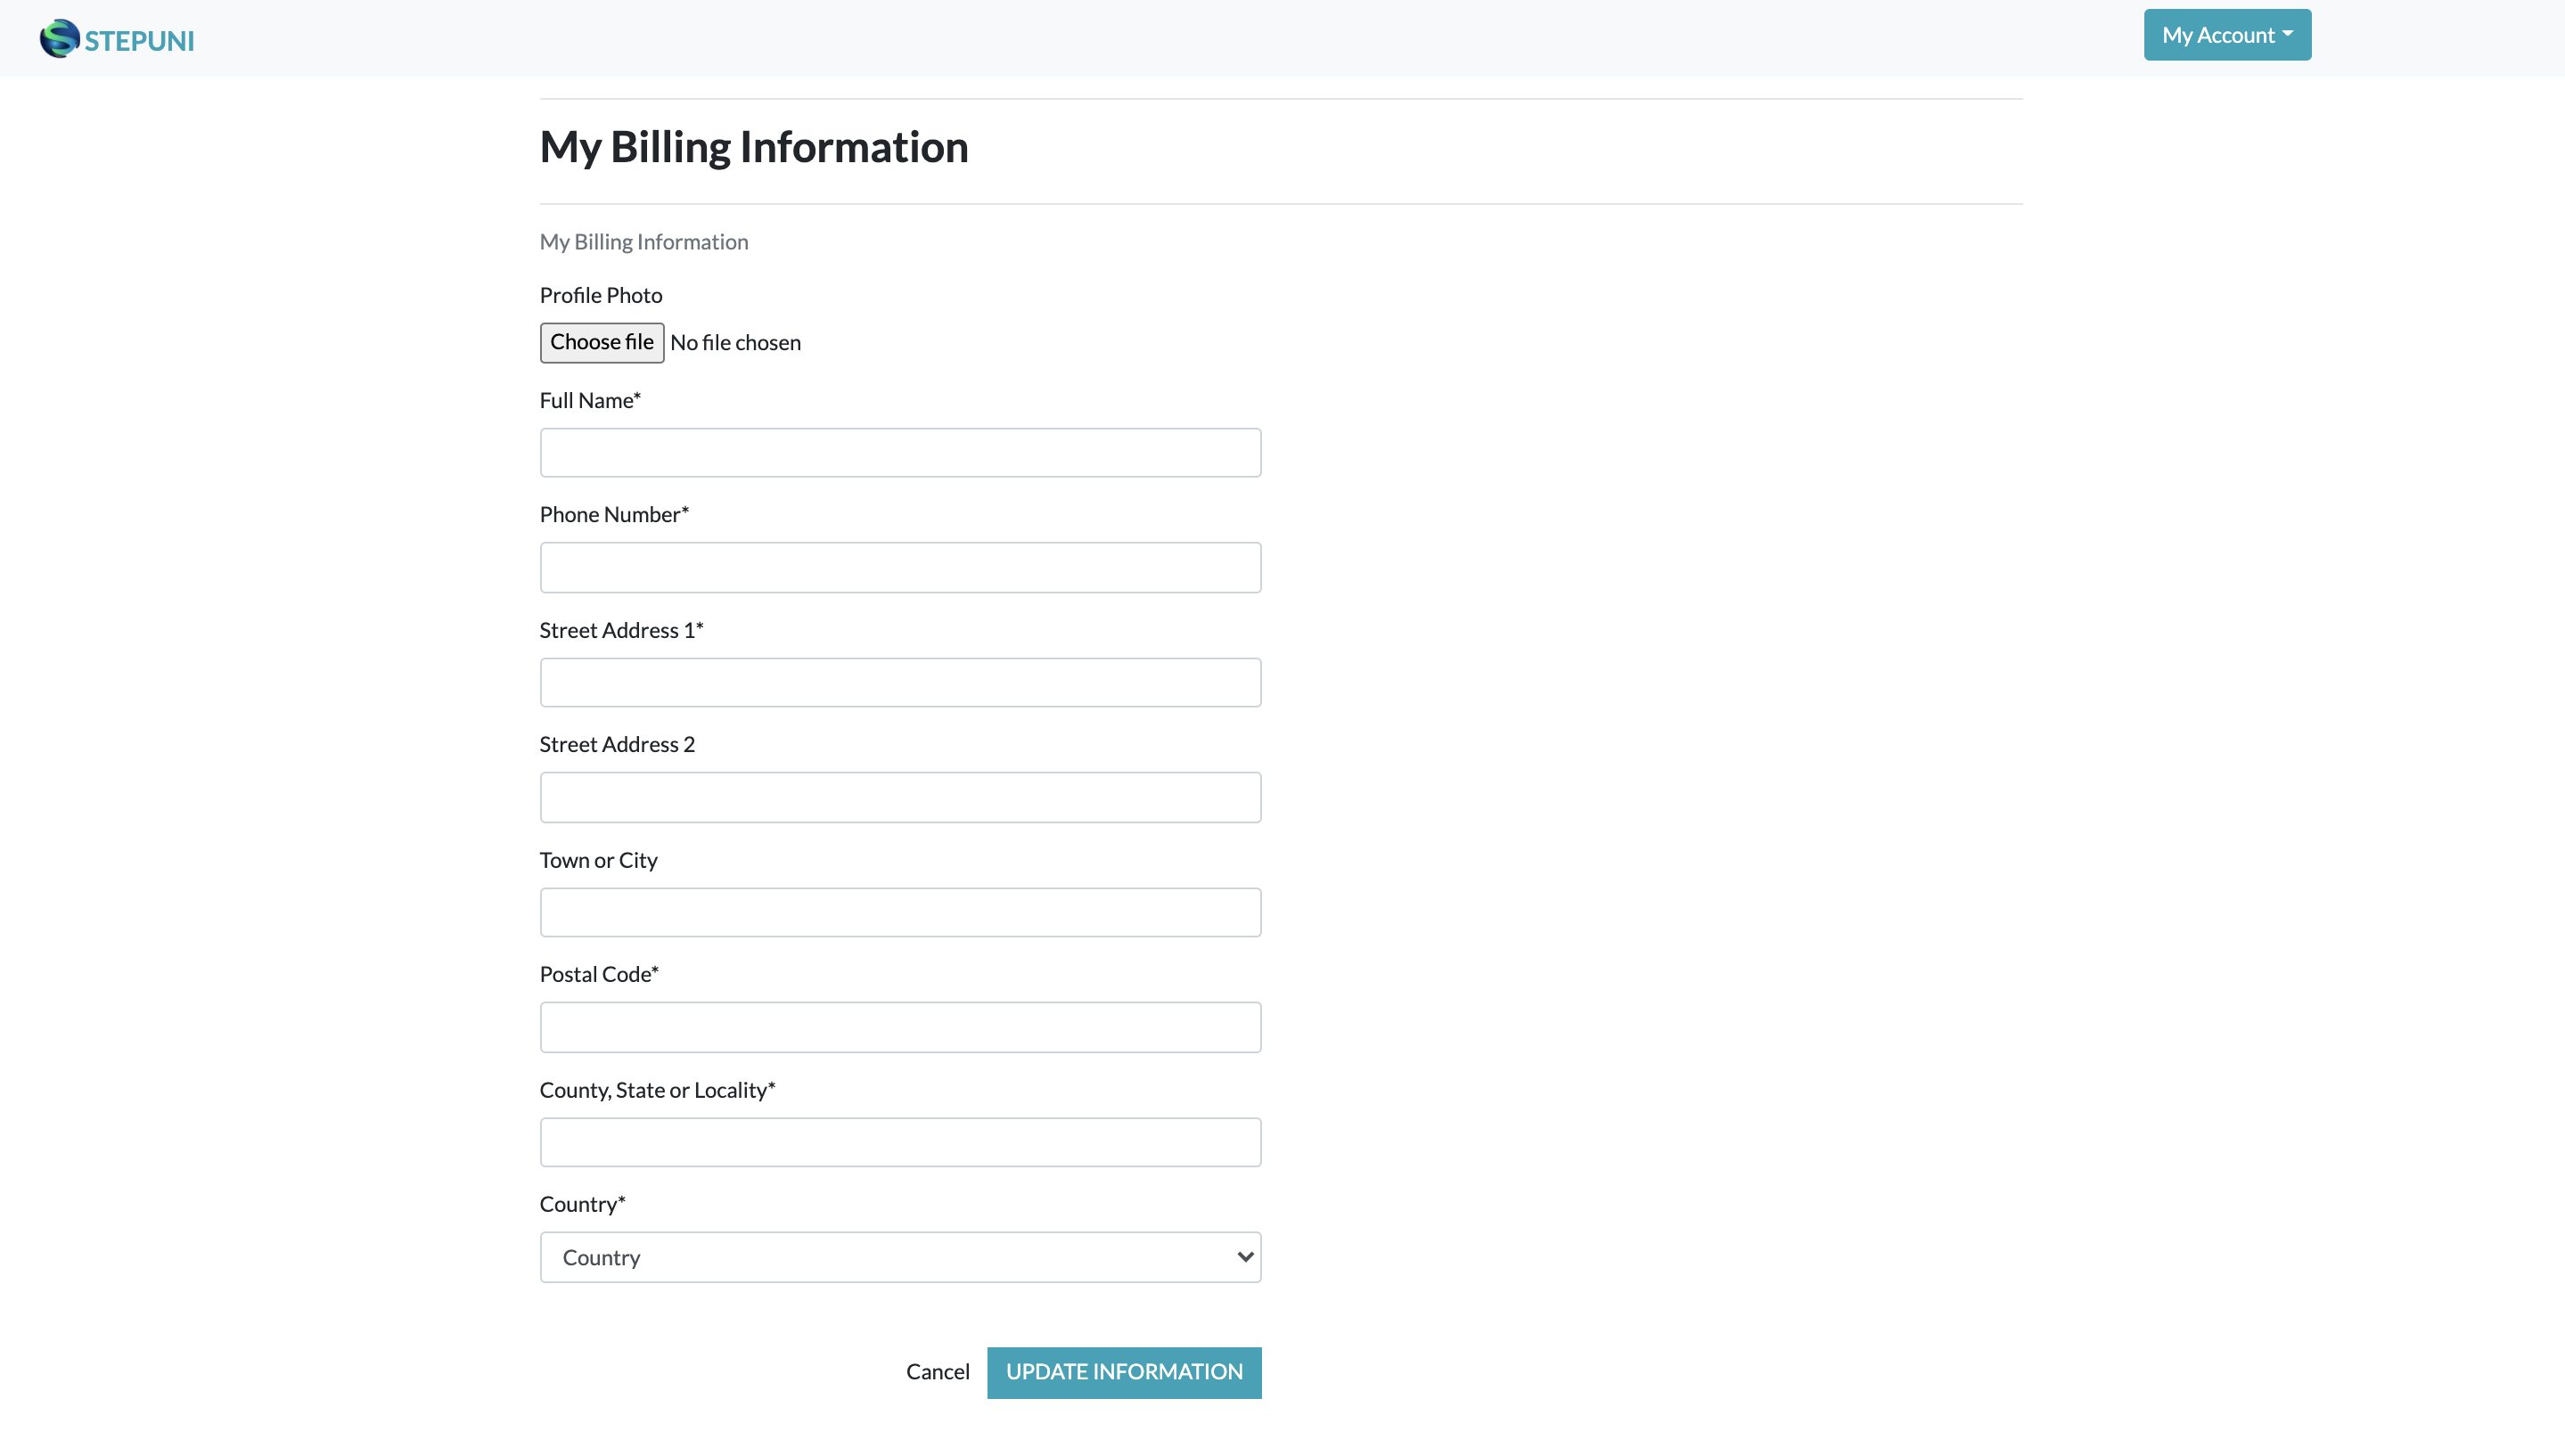 STEPUNI
My Account
My Billing Information
My Billing Information
Profile Photo
Choose file No file chosen
Full Name*
Phone Number*
Street Address 1*
Street Address 2
Town or City
Postal Code*
County, State or Locality*
Country*
Country
Cancel UPDATE INFORMATION